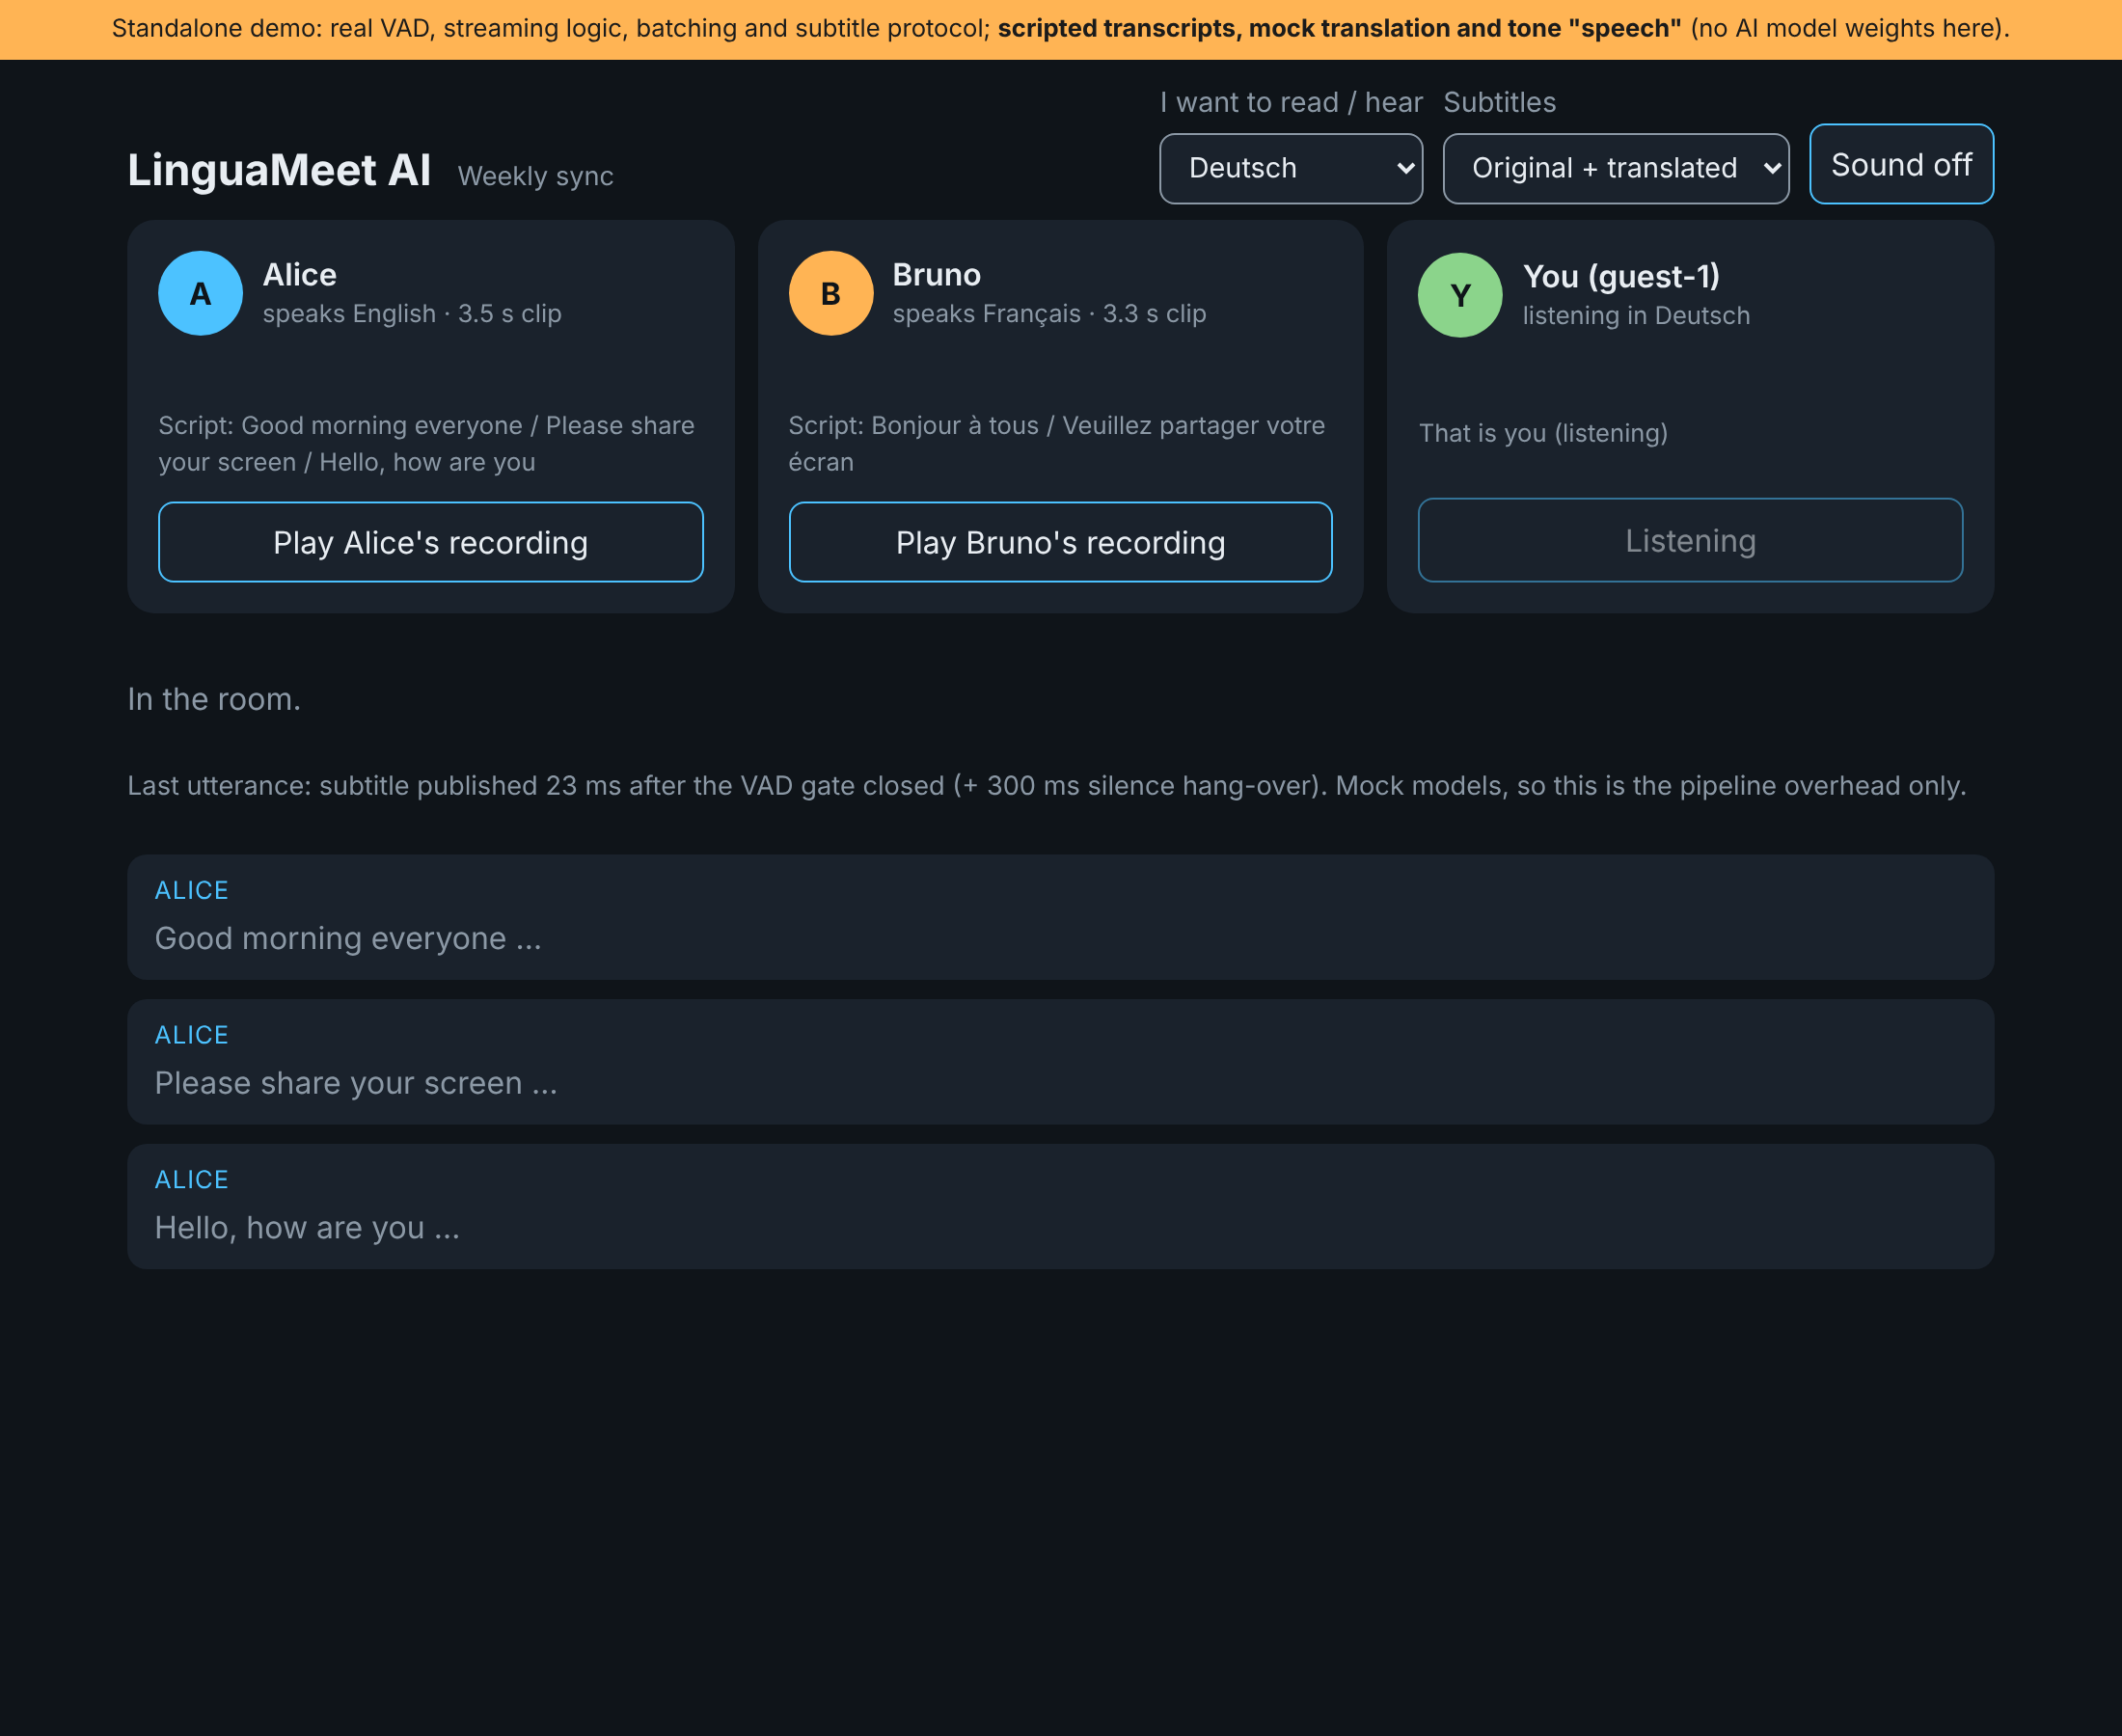 Standalone demo: real VAD, streaming logic, batching and subtitle protocol; scripted transcripts, mock translation and tone "speech" (no AI model weights here).
I want to read / hear Subtitles
LinguaMeet AI Weekly sync Deutsch Original + translated Sound off
A Alice
speaks English · 3.5 s clip
Script: Good morning everyone / Please share
your screen / Hello, how are you
Play Alice's recording
B Bruno
speaks Français · 3.3 s clip
Script: Bonjour à tous / Veuillez partager votre
écran
Play Bruno's recording
Y You (guest-1)
listening in Deutsch
That is you (listening)
Listening
In the room.
Last utterance: subtitle published 23 ms after the VAD gate closed (+ 300 ms silence hang-over). Mock models, so this is the pipeline overhead only.
ALICE
Good morning everyone ...
ALICE
Please share your screen ...
ALICE
Hello, how are you ...